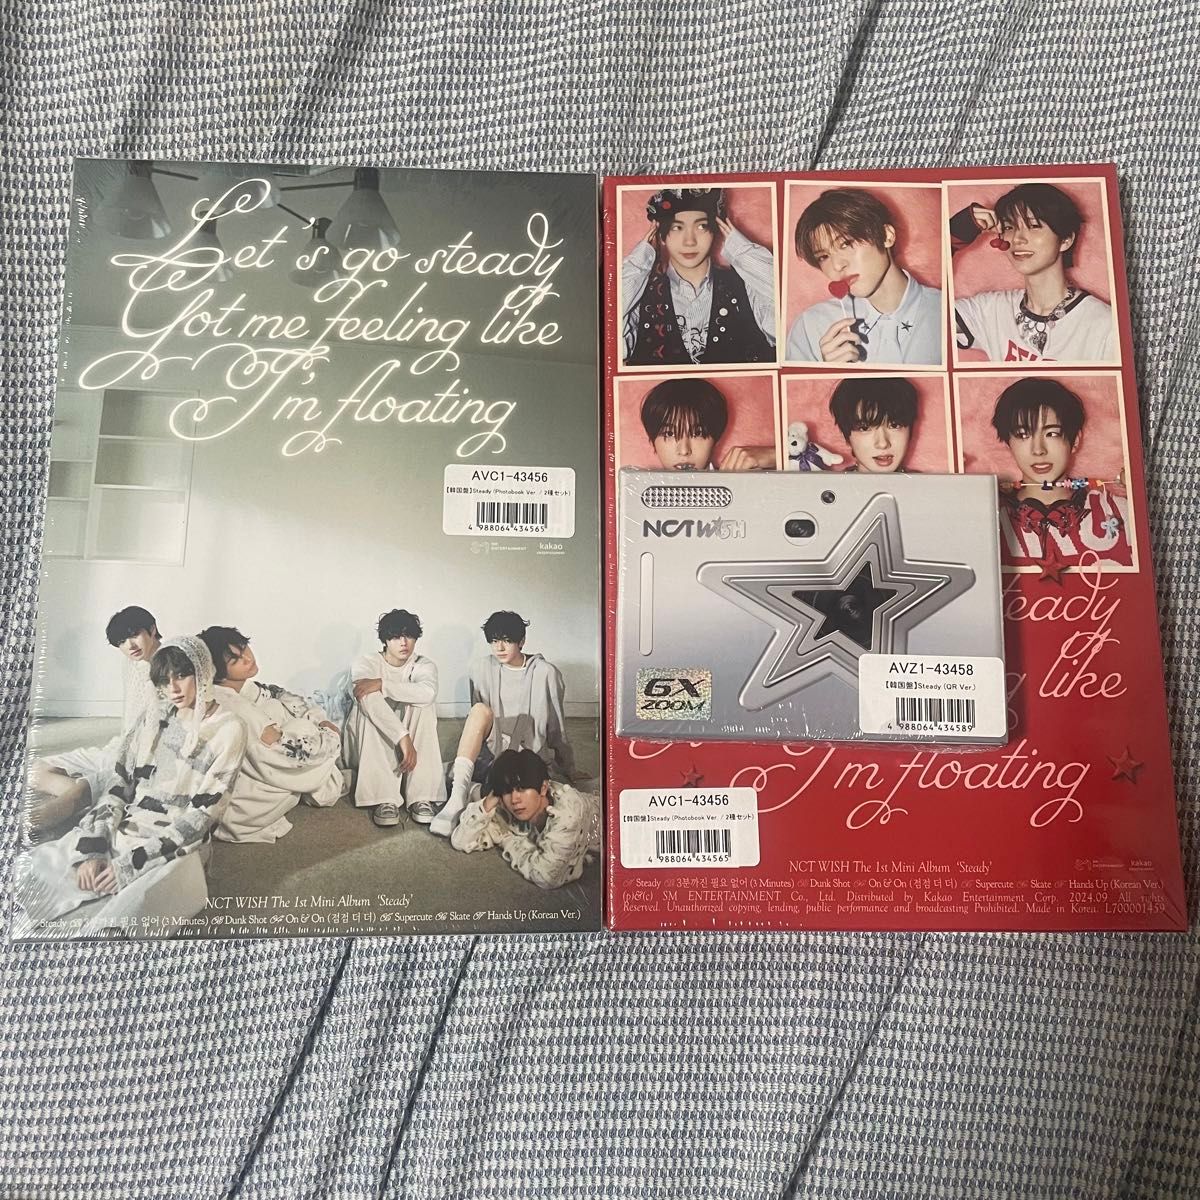 Let's go steady
Got me feeling like
I'm floating
AVC1-43456
【韓国盤】Steady (Photobook Ver. / 2種セット)
4 988064 434565
SM ENTERTAINMENT
kakao
NCT WISH The 1st Mini Album 'Steady'
Steady 3분까진 필요 없어 (3 Minutes) Dunk Shot On & On (점점 더 더) Supercute Skate Hands Up (Korean Ver.)
NCT WISH
6X
ZOOM
AVZ1-43458
【韓国盤】Steady (QR Ver.)
4 988064 434589
teady
like
I'm floating
AVC1-43456
【韓国盤】Steady (Photobook Ver. / 2種セット)
4 988064 434565
kakao
NCT WISH The 1st Mini Album 'Steady'
Steady 3분까진 필요 없어 (3 Minutes) Dunk Shot On & On (점점 더 더) Supercute Skate Hands Up (Korean Ver.)
(p)&(c) SM ENTERTAINMENT Co., Ltd. Distributed by Kakao Entertainment Corp. 2024.09 All rights
Reserved. Unauthorized copying, lending, public performance and broadcasting Prohibited. Made in Korea. L700001459